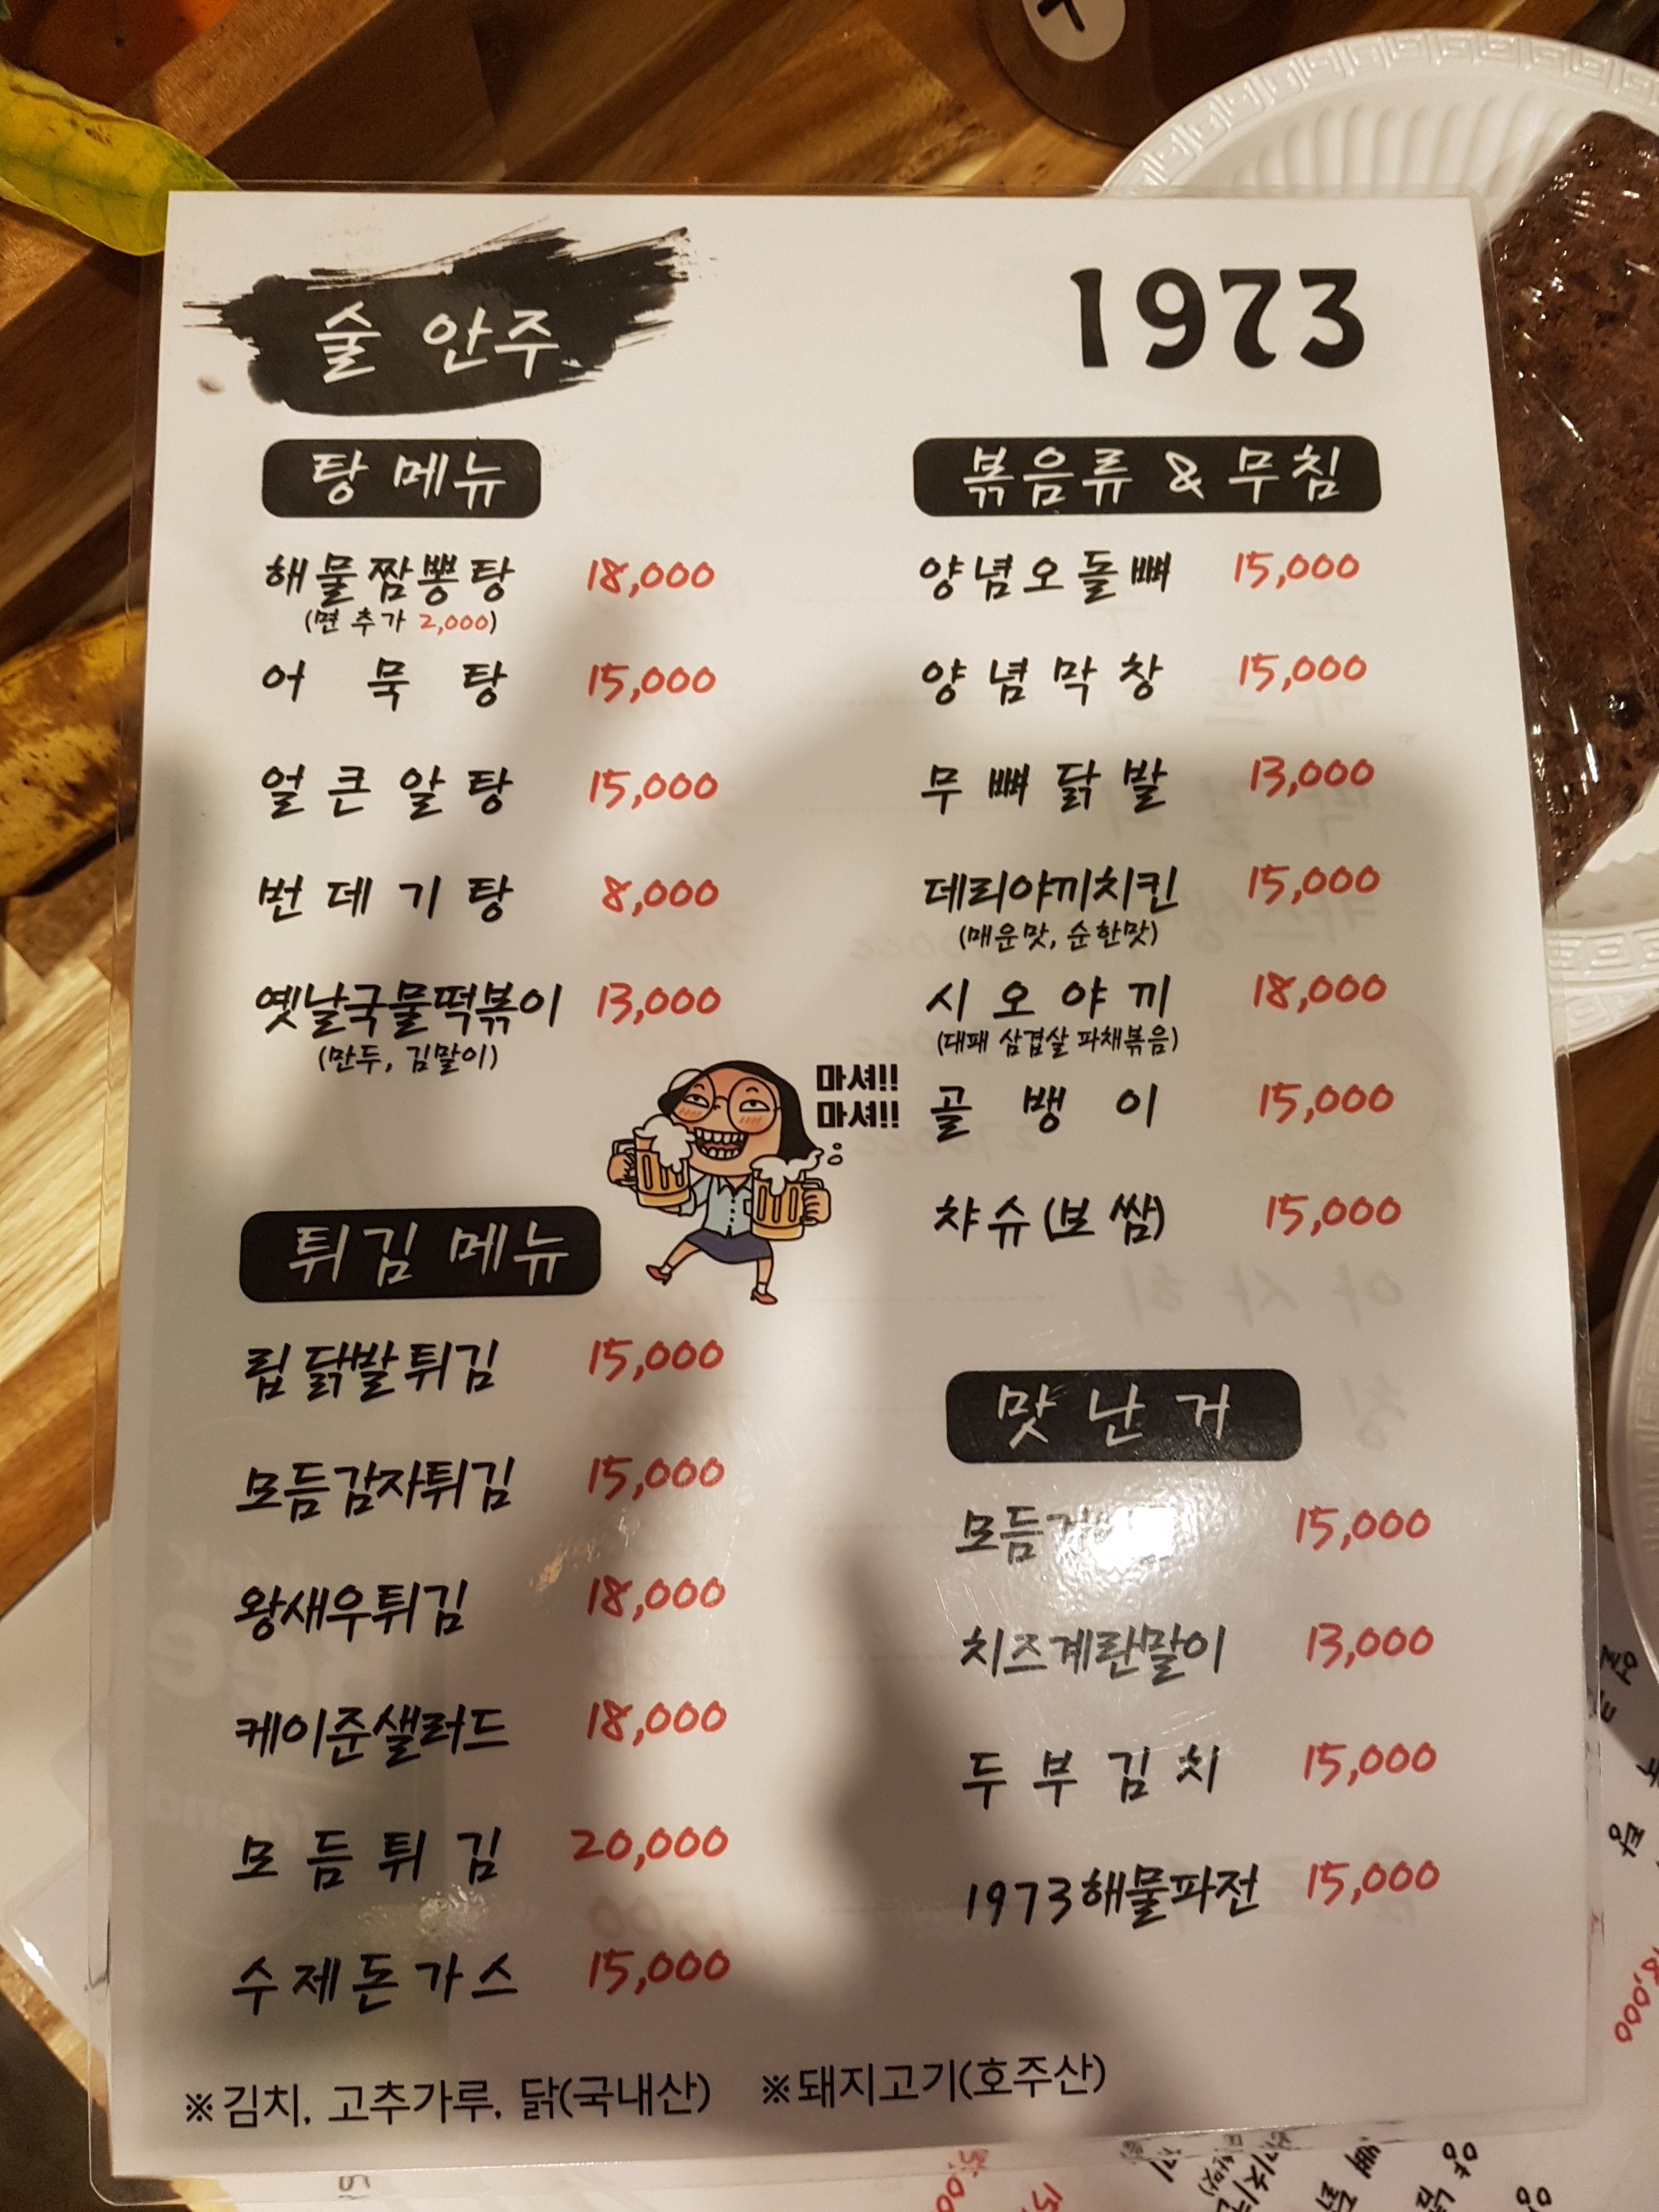 술 안주
1973
탕 메뉴
해물짬뽕탕 18,000
(면 추가 2,000)
어묵탕 15,000
얼큰알탕 15,000
번데기탕 8,000
옛날국물떡볶이 13,000
(만두, 김말이)
튀김 메뉴
립닭발튀김 15,000
모듬감자튀김 15,000
왕새우튀김 18,000
케이준샐러드 18,000
모듬튀김 20,000
수제돈가스 15,000
마셔!!
마셔!!
볶음류 & 무침
양념오돌뼈 15,000
양념막창 15,000
무뼈닭발 13,000
데리야끼치킨 15,000
(매운맛, 순한맛)
시오야끼 18,000
(대패 삼겹살 파채볶음)
골뱅이 15,000
챠슈(보쌈) 15,000
맛난거
모듬 15,000
치즈계란말이 13,000
두부김치 15,000
1973해물파전 15,000
※김치, 고추가루, 닭(국내산) ※돼지고기(호주산)